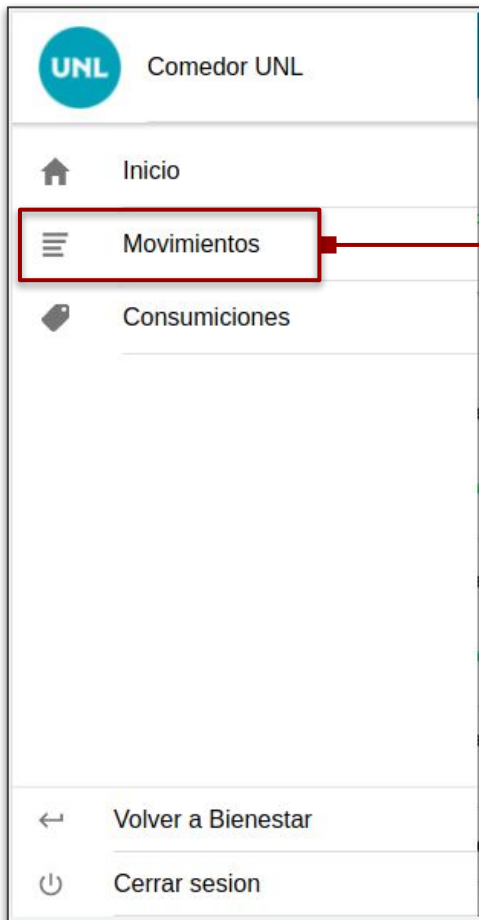 UNL
Comedor UNL
Inicio
Movimientos
Consumiciones
Volver a Bienestar
Cerrar sesion